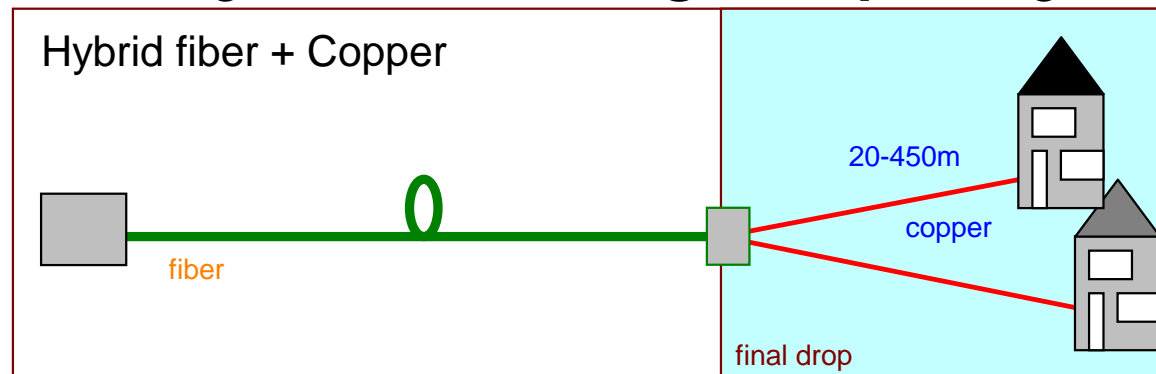 Hybrid fiber + Copper
20-450m
copper
fiber
final drop